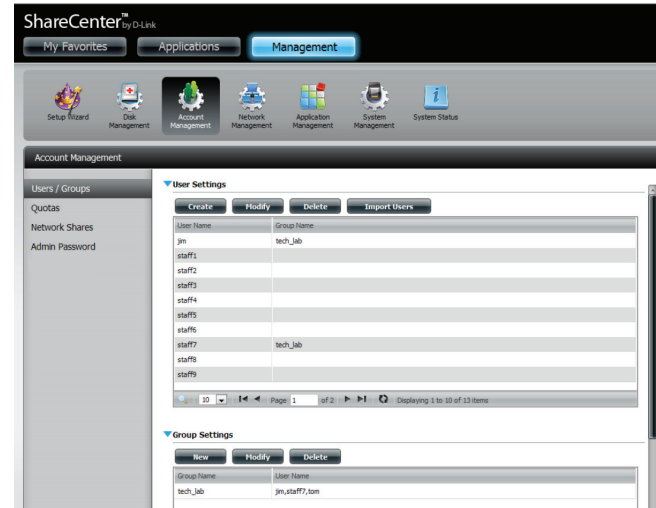 ShareCenter™ by D-Link
My Favorites Applications Management
Setup Wizard Disk Management Account Management Network Management Application Management System Management System Status
Account Management
Users / Groups
Quotas
Network Shares
Admin Password
User Settings
Create Modify Delete Import Users
User Name Group Name
jim tech_lab
staff1
staff2
staff3
staff4
staff5
staff6
staff7 tech_lab
staff8
staff9
10 Page 1 of 2 Displaying 1 to 10 of 13 items
Group Settings
New Modify Delete
Group Name User Name
tech_lab jim,staff7,tom